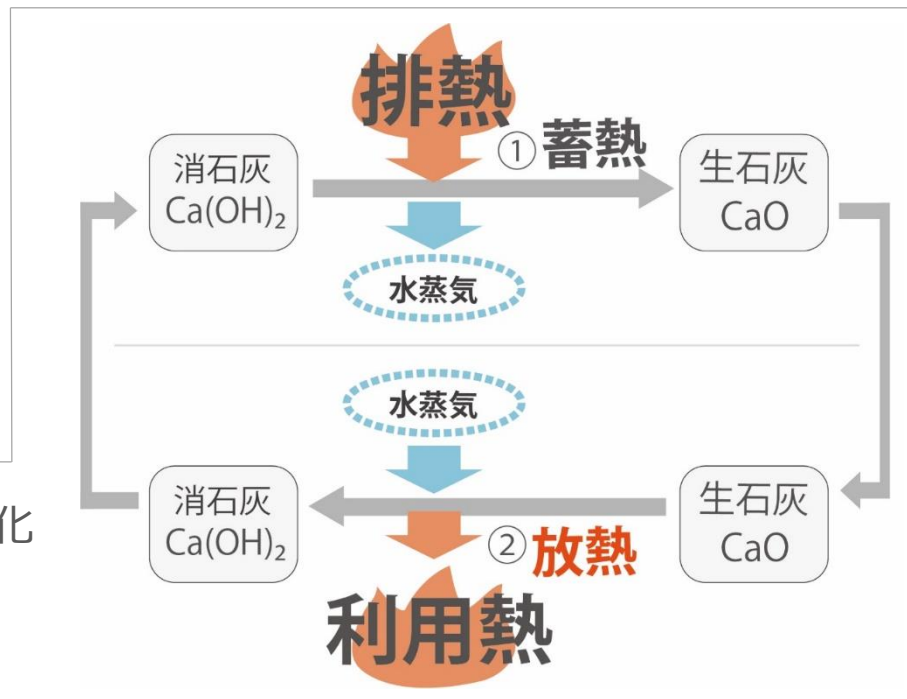 排熱
①蓄熱
消石灰
Ca(OH)₂
生石灰
CaO
水蒸気
水蒸気
消石灰
Ca(OH)₂
生石灰
CaO
②放熱
利用熱
化